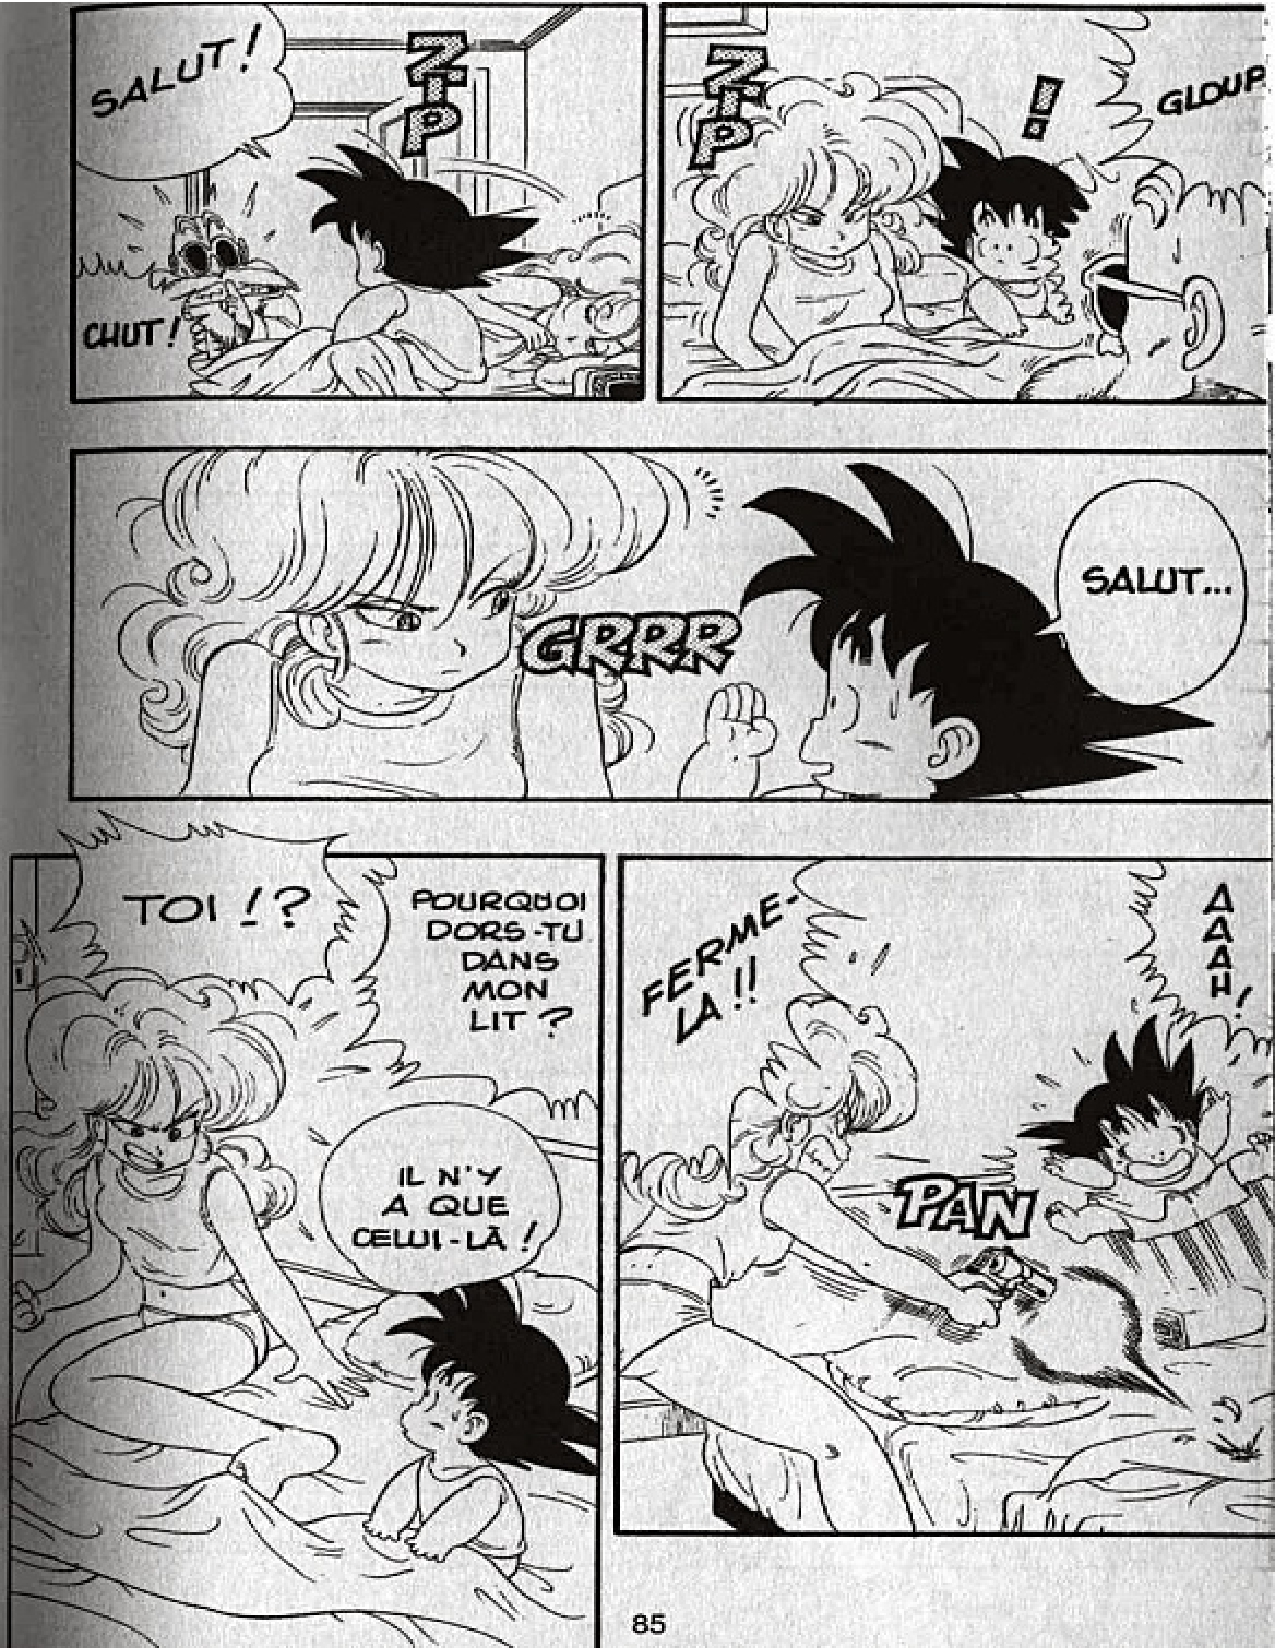 SALUT!
ZIP
CHUT!
ZIP
!
GLOUP
GRRR
SALUT...
TOI !?
POURQUOI
DORS-TU
DANS
MON
LIT ?
IL N'Y
A QUE
CELUI-LÀ !
FERME-
LA !!
AAAH!
PAN
85